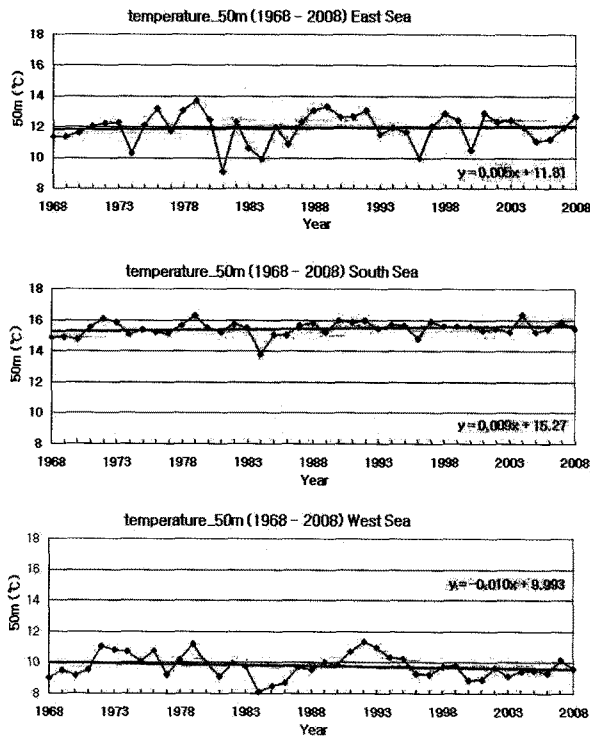 temperature_50m (1968 - 2008) East Sea
50m (℃)
18
16
14
12
10
8
y = 0.005x + 11.81
1968 1973 1978 1983 1988 1993 1998 2003 2008
Year
temperature_50m (1968 - 2008) South Sea
50m (℃)
18
16
14
12
10
8
y = 0.009x + 15.27
1968 1973 1978 1983 1988 1993 1998 2003 2008
Year
temperature_50m (1968 - 2008) West Sea
50m (℃)
18
16
14
12
10
8
y = -0.010x + 9.993
1968 1973 1978 1983 1988 1993 1998 2003 2008
Year